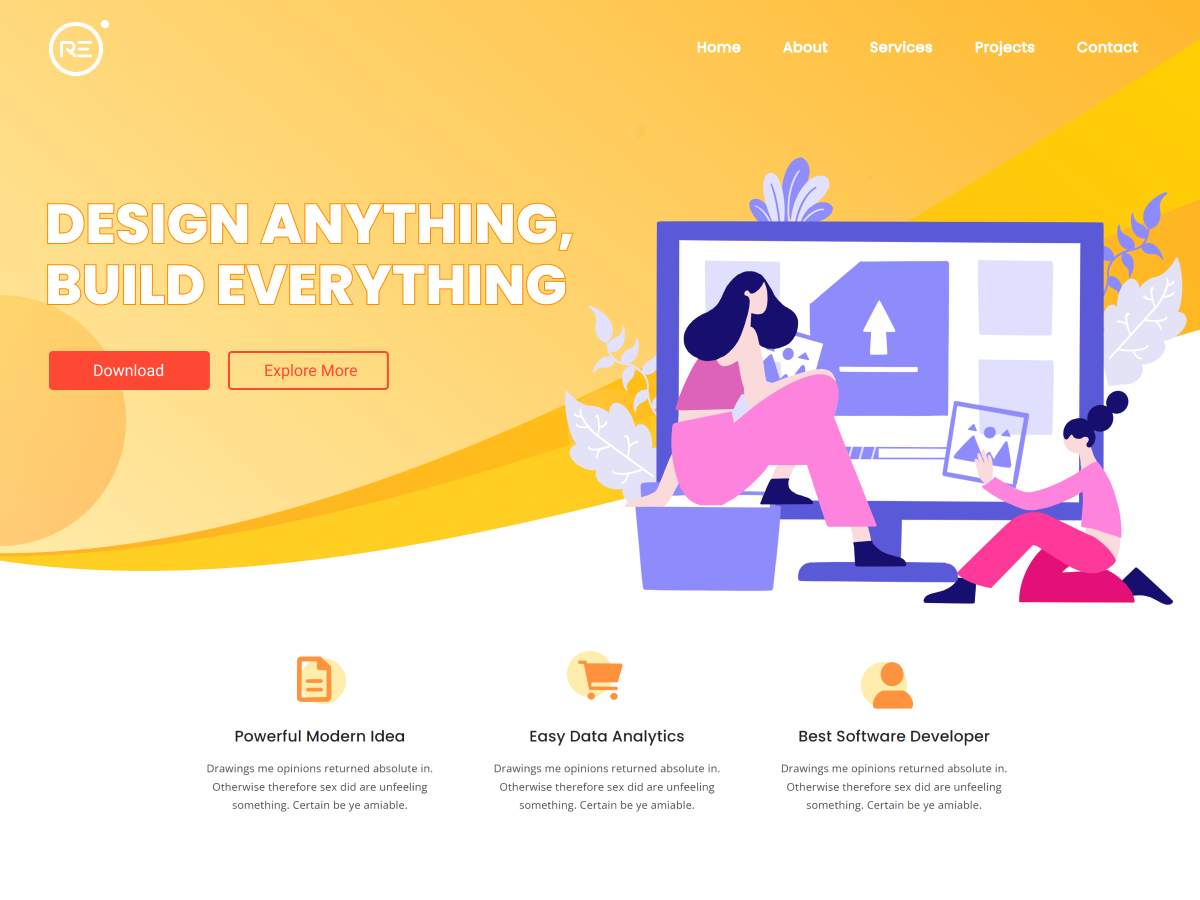 RE
Home About Services Projects Contact
DESIGN ANYTHING,
BUILD EVERYTHING
Download Explore More
Powerful Modern Idea
Drawings me opinions returned absolute in.
Otherwise therefore sex did are unfeeling
something. Certain be ye amiable.
Easy Data Analytics
Drawings me opinions returned absolute in.
Otherwise therefore sex did are unfeeling
something. Certain be ye amiable.
Best Software Developer
Drawings me opinions returned absolute in.
Otherwise therefore sex did are unfeeling
something. Certain be ye amiable.